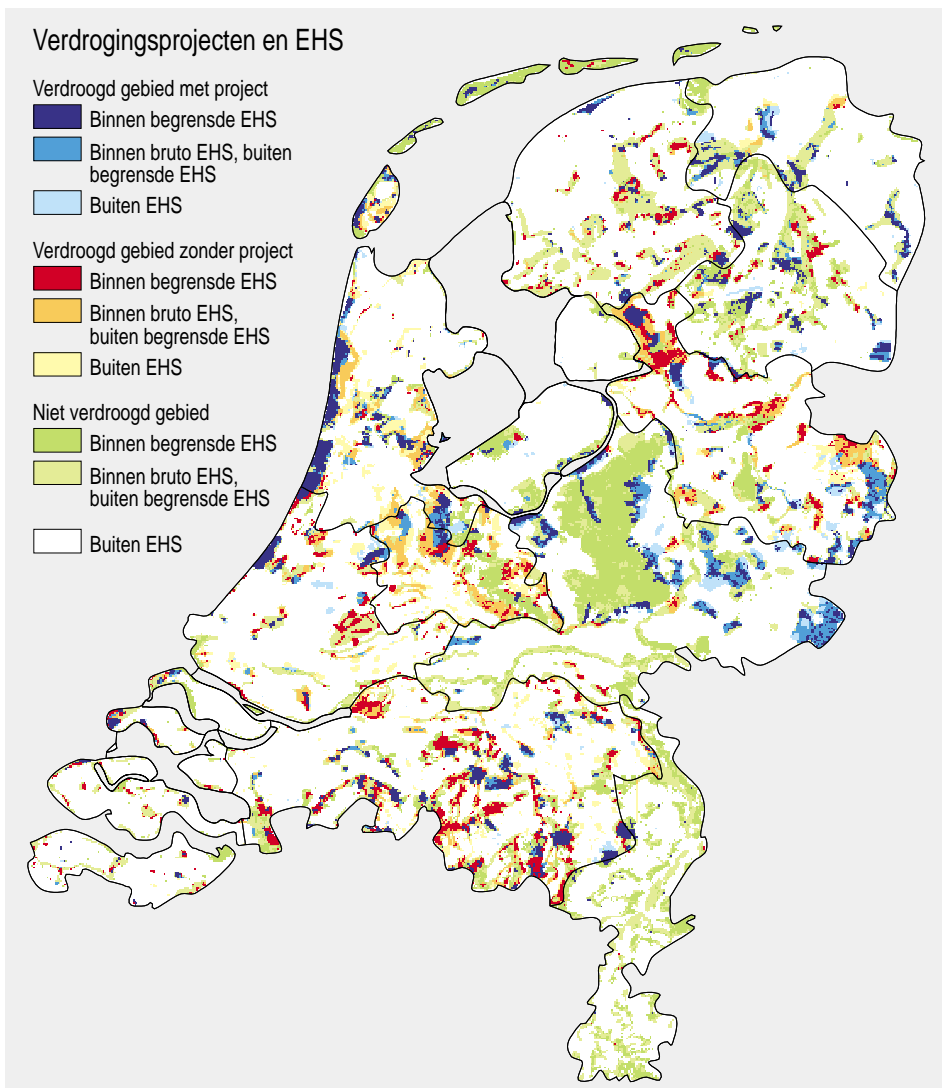 Verdrogingsprojecten en EHS
Verdroogd gebied met project
Binnen begrensde EHS
Binnen bruto EHS, buiten
begrensde EHS
Buiten EHS
Verdroogd gebied zonder project
Binnen begrensde EHS
Binnen bruto EHS,
buiten begrensde EHS
Buiten EHS
Niet verdroogd gebied
Binnen begrensde EHS
Binnen bruto EHS,
buiten begrensde EHS
Buiten EHS